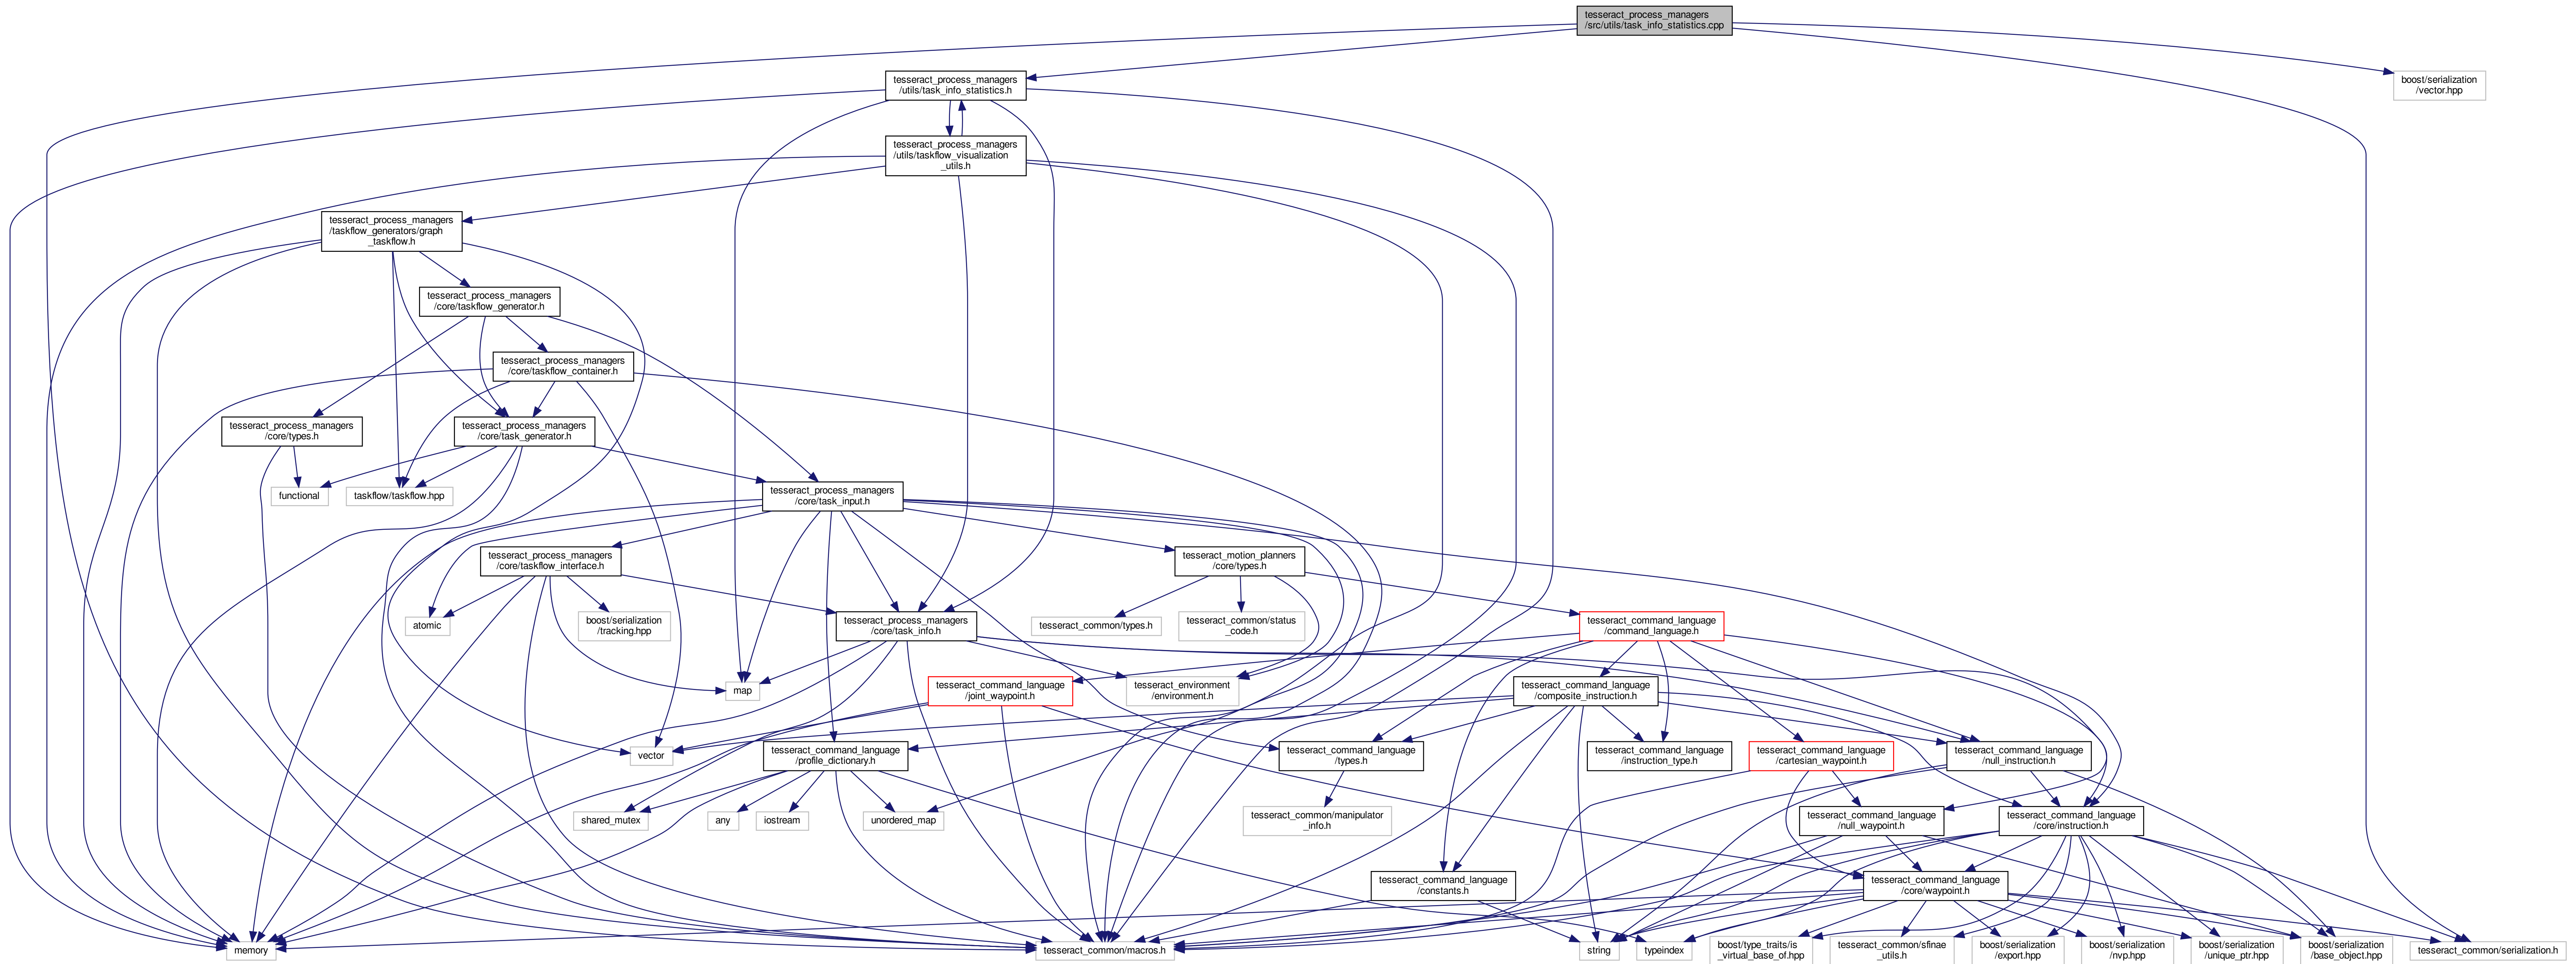 tesseract_process_managers
/src/utils/task_info_statistics.cpp
tesseract_process_managers
/utils/task_info_statistics.h
boost/serialization
/vector.hpp
tesseract_process_managers
/utils/taskflow_visualization
_utils.h
tesseract_process_managers
/taskflow_generators/graph
_taskflow.h
tesseract_process_managers
/core/taskflow_generator.h
tesseract_process_managers
/core/taskflow_container.h
tesseract_process_managers
/core/types.h
tesseract_process_managers
/core/task_generator.h
functional
taskflow/taskflow.hpp
tesseract_process_managers
/core/task_input.h
tesseract_process_managers
/core/taskflow_interface.h
tesseract_motion_planners
/core/types.h
atomic
boost/serialization
/tracking.hpp
tesseract_process_managers
/core/task_info.h
tesseract_common/types.h
tesseract_common/status
_code.h
tesseract_command_language
/command_language.h
map
tesseract_command_language
/joint_waypoint.h
tesseract_environment
/environment.h
tesseract_command_language
/composite_instruction.h
vector
tesseract_command_language
/profile_dictionary.h
tesseract_command_language
/types.h
tesseract_command_language
/instruction_type.h
tesseract_command_language
/cartesian_waypoint.h
tesseract_command_language
/null_instruction.h
shared_mutex
any
iostream
unordered_map
tesseract_common/manipulator
_info.h
tesseract_command_language
/null_waypoint.h
tesseract_command_language
/core/instruction.h
tesseract_command_language
/constants.h
tesseract_command_language
/core/waypoint.h
memory
tesseract_common/macros.h
string
typeindex
boost/type_traits/is
_virtual_base_of.hpp
tesseract_common/sfinae
_utils.h
boost/serialization
/export.hpp
boost/serialization
/nvp.hpp
boost/serialization
/unique_ptr.hpp
boost/serialization
/base_object.hpp
tesseract_common/serialization.h